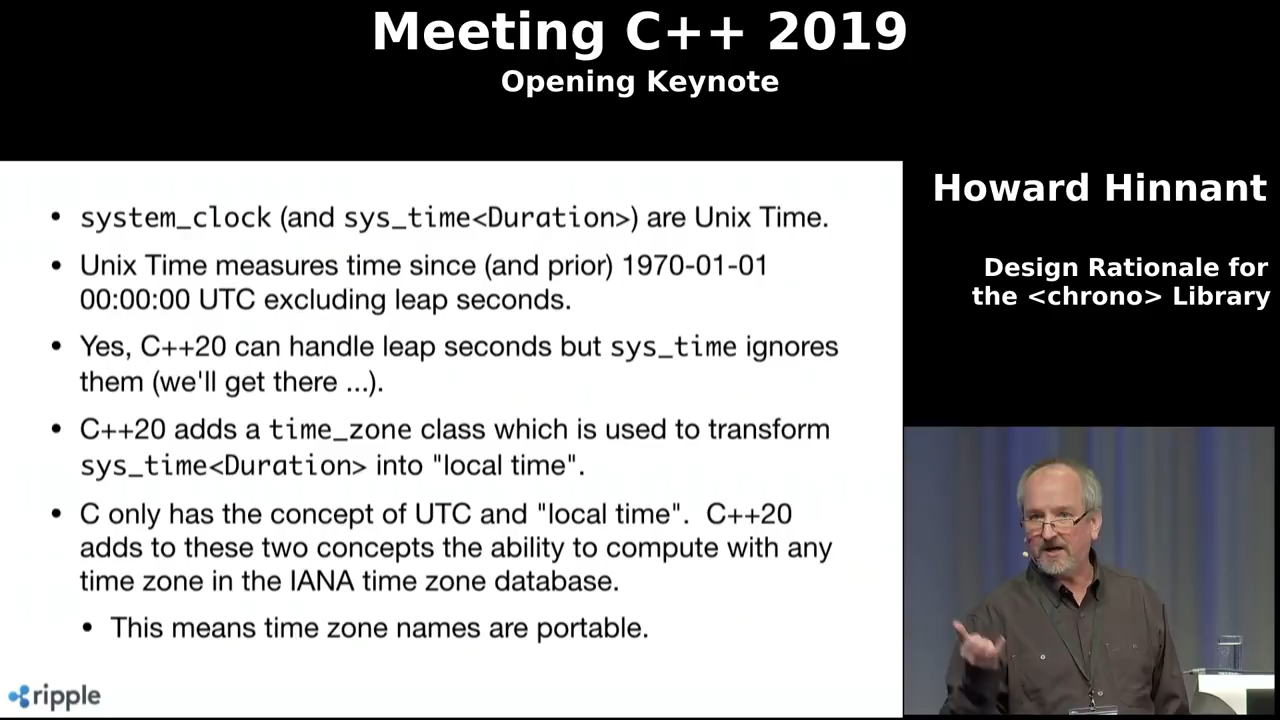 Meeting C++ 2019
Opening Keynote
• system_clock (and sys_time<Duration>) are Unix Time.
• Unix Time measures time since (and prior) 1970-01-01
00:00:00 UTC excluding leap seconds.
• Yes, C++20 can handle leap seconds but sys_time ignores
them (we'll get there ...).
• C++20 adds a time_zone class which is used to transform
sys_time<Duration> into "local time".
• C only has the concept of UTC and "local time".  C++20
adds to these two concepts the ability to compute with any
time zone in the IANA time zone database.
• This means time zone names are portable.
ripple
Howard Hinnant
Design Rationale for
the <chrono> Library